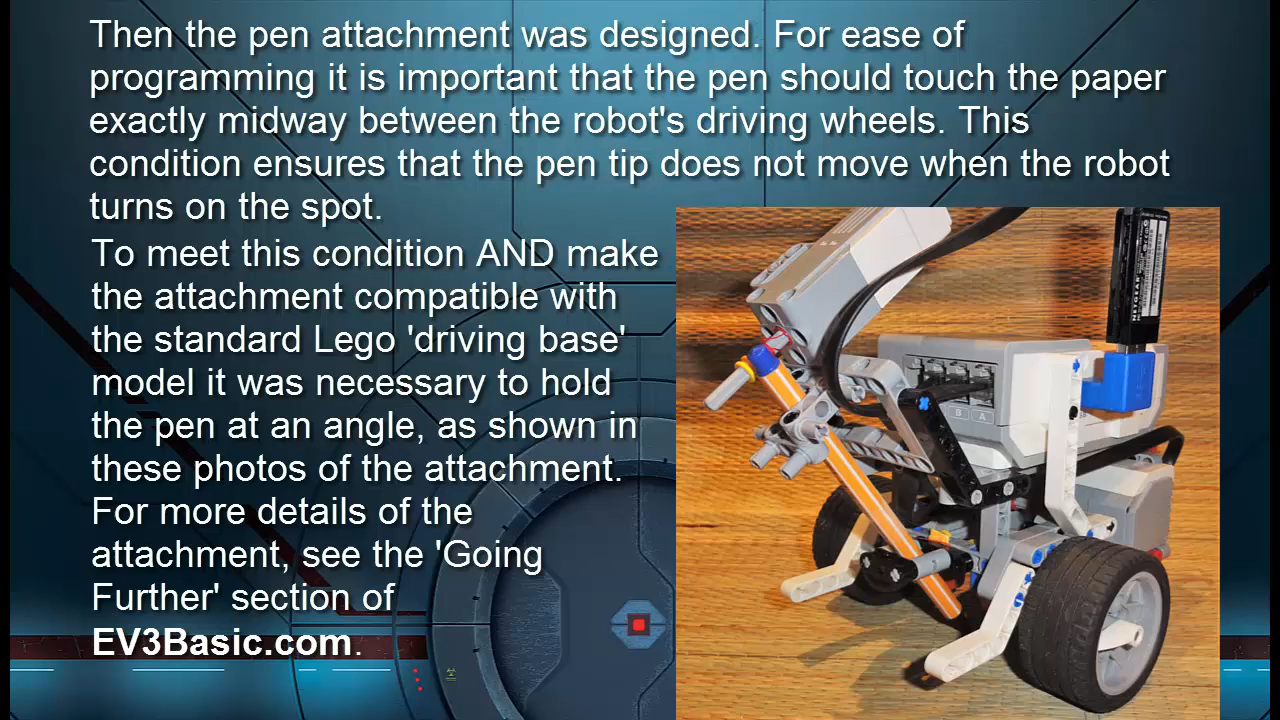 Then the pen attachment was designed. For ease of
programming it is important that the pen should touch the paper
exactly midway between the robot's driving wheels. This
condition ensures that the pen tip does not move when the robot
turns on the spot.
To meet this condition AND make
the attachment compatible with
the standard Lego 'driving base'
model it was necessary to hold
the pen at an angle, as shown in
these photos of the attachment.
For more details of the
attachment, see the 'Going
Further' section of
EV3Basic.com.
B A
NETGEAR